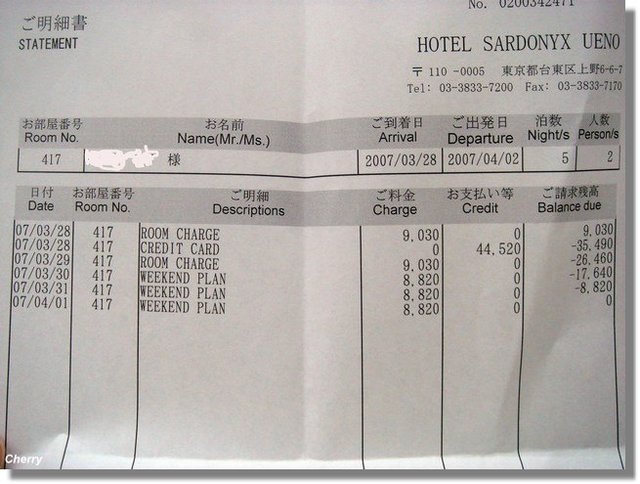 No. 0200342471
ご明細書
STATEMENT
HOTEL SARDONYX UENO
〒110-0005 東京都台東区上野6-6-7
Tel: 03-3833-7200 Fax: 03-3833-7170
お部屋番号 お名前 ご到着日 ご出発日 泊数 人数
Room No. Name(Mr./Ms.) Arrival Departure Night/s Person/s
417 様 2007/03/28 2007/04/02 5 2
日付 お部屋番号 ご明細 ご料金 お支払い等 ご請求残高
Date Room No. Descriptions Charge Credit Balance due
07/03/28 417 ROOM CHARGE 9,030 0 9,030
07/03/28 417 CREDIT CARD 0 44,520 -35,490
07/03/29 417 ROOM CHARGE 9,030 0 -26,460
07/03/30 417 WEEKEND PLAN 8,820 0 -17,640
07/03/31 417 WEEKEND PLAN 8,820 0 -8,820
07/04/01 417 WEEKEND PLAN 8,820 0 0
Cherry